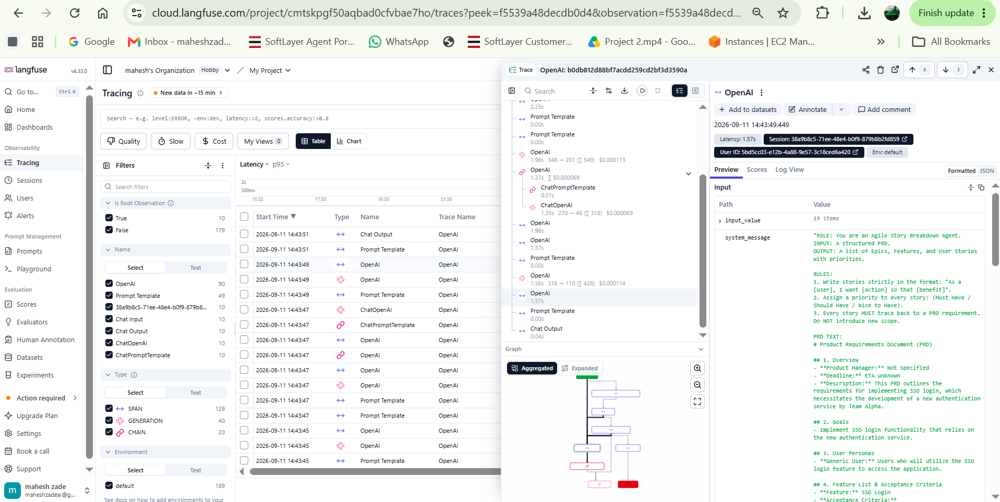 cloud.langfuse.com/project/cmtskpgf50aqbad0cfvbae7ho/traces?peek=f5539a48decdb0d4&observation=f5539a48decd...
Finish update
Google
Inbox - maheshzad...
SoftLayer Agent Por...
WhatsApp
SoftLayer Customer...
Project 2.mp4 - Goo...
Instances | EC2 Man...
»
All Bookmarks
langfuse
v4.33.0
Go to...
Ctrl K
Home
Dashboards
Observability
Tracing
Sessions
Users
Alerts
Prompt Management
Prompts
Playground
Evaluation
Scores
Evaluators
Human Annotation
Datasets
Experiments
Action required
Upgrade Plan
Settings
Book a call
Support
m
mahesh zade
maheshzadeai@g...
mahesh's Organization
Hobby
/
My Project
Tracing
New data in ~15 min
Search — e.g. level:ERROR, -env:dev, latency:>2, scores.accuracy:>0.8
Quality
Slow
$ Cost
My Views 0
Table
Chart
Filters
Search filters
Is Root Observation
True 10
False 179
Name
Select Text
OpenAI 90
Prompt Template 49
38a9b8c5-71ee-48e4-b0f9-879b8... 10
Chat Input 10
Chat Output 10
ChatOpenAI 10
ChatPromptTemplate 10
Type
Select Text
SPAN 129
GENERATION 40
CHAIN 20
Environment
Select Text
default 189
See docs on how to add environments to your
Latency p95
2s
500ms
15:30 17:30 19:30 21:30
Start Time ▼ Type Name Trace Name
2026-09-11 14:43:51 Chat Output OpenAI
2026-09-11 14:43:51 Prompt Template OpenAI
2026-09-11 14:43:49 OpenAI OpenAI
2026-09-11 14:43:49 OpenAI OpenAI
2026-09-11 14:43:49 Prompt Template OpenAI
2026-09-11 14:43:47 ChatOpenAI OpenAI
2026-09-11 14:43:47 ChatPromptTemplate OpenAI
2026-09-11 14:43:47 OpenAI OpenAI
2026-09-11 14:43:47 OpenAI OpenAI
2026-09-11 14:43:47 OpenAI OpenAI
2026-09-11 14:43:47 OpenAI OpenAI
2026-09-11 14:43:47 Prompt Template OpenAI
2026-09-11 14:43:47 Prompt Template OpenAI
2026-09-11 14:43:45 OpenAI OpenAI
2026-09-11 14:43:45 OpenAI OpenAI
2026-09-11 14:43:45 Prompt Template OpenAI
Trace
OpenAI: b0db812d88bf7acdd259cd2bf3d3590a
K
J
Search
OpenAI
2.25s
Prompt Template
0.00s
Prompt Template
0.00s
OpenAI
1.96s 348 → 201 (∑ 549) $0.000173
OpenAI
1.37s ∑ $0.000069
ChatPromptTemplate
0.01s
ChatOpenAI
1.35s 270 → 48 (∑ 318) $0.000069
OpenAI
1.96s
OpenAI
1.37s
Prompt Template
0.00s
OpenAI
1.56s 318 → 110 (∑ 428) $0.000114
OpenAI
1.57s
Prompt Template
0.00s
Chat Output
0.04s
Graph
Aggregated
Expanded
OpenAI
+ Add to datasets
Annotate
Add comment
2026-09-11 14:43:49.449
Latency: 1.57s
Session: 38a9b8c5-71ee-48e4-b0f9-879b8b2fd859
User ID: 5bd5cc03-e12b-4a88-9e57-3c18ced6a420
Env: default
Preview
Scores
Log View
Formatted JSON
Input
Path Value
input_value 19 items
system_message
"ROLE: You are an Agile Story Breakdown Agent.
INPUT: A structured PRD.
OUTPUT: A list of Epics, Features, and User Stories
with priorities.
RULES:
1. Write stories strictly in the format: "As a
[user], I want [action] so that [benefit]".
2. Assign a priority to every story: (Must Have /
Should Have / Nice to Have).
3. Every story MUST trace back to a PRD requirement.
Do NOT introduce new scope.
PRD TEXT:
# Product Requirements Document (PRD)
## 1. Overview
- **Product Manager:** Not specified
- **Deadline:** ETA unknown
- **Description:** This PRD outlines the
requirements for implementing SSO login, which
necessitates the development of a new authentication
service by Team Alpha.
## 2. Goals
- Implement SSO login functionality that relies on
the new authentication service.
## 3. User Personas
- **Generic User:** Users who will utilize the SSO
login feature to access the application.
## 4. Feature List & Acceptance Criteria
- **Feature:** SSO Login
- **Acceptance Criteria:**